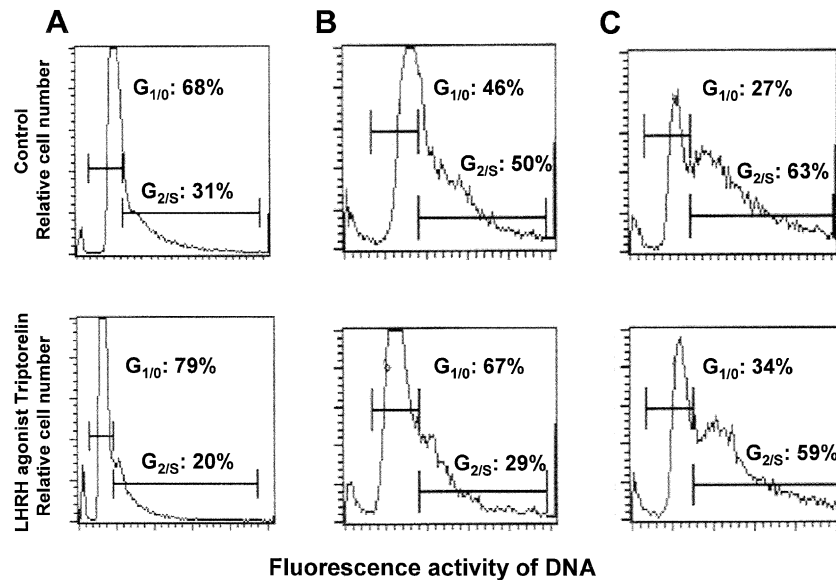 A
B
C
Control
Relative cell number
G1/0: 68%
G2/S: 31%
G1/0: 46%
G2/S: 50%
G1/0: 27%
G2/S: 63%
LHRH agonist Triptorelin
Relative cell number
G1/0: 79%
G2/S: 20%
G1/0: 67%
G2/S: 29%
G1/0: 34%
G2/S: 59%
Fluorescence activity of DNA